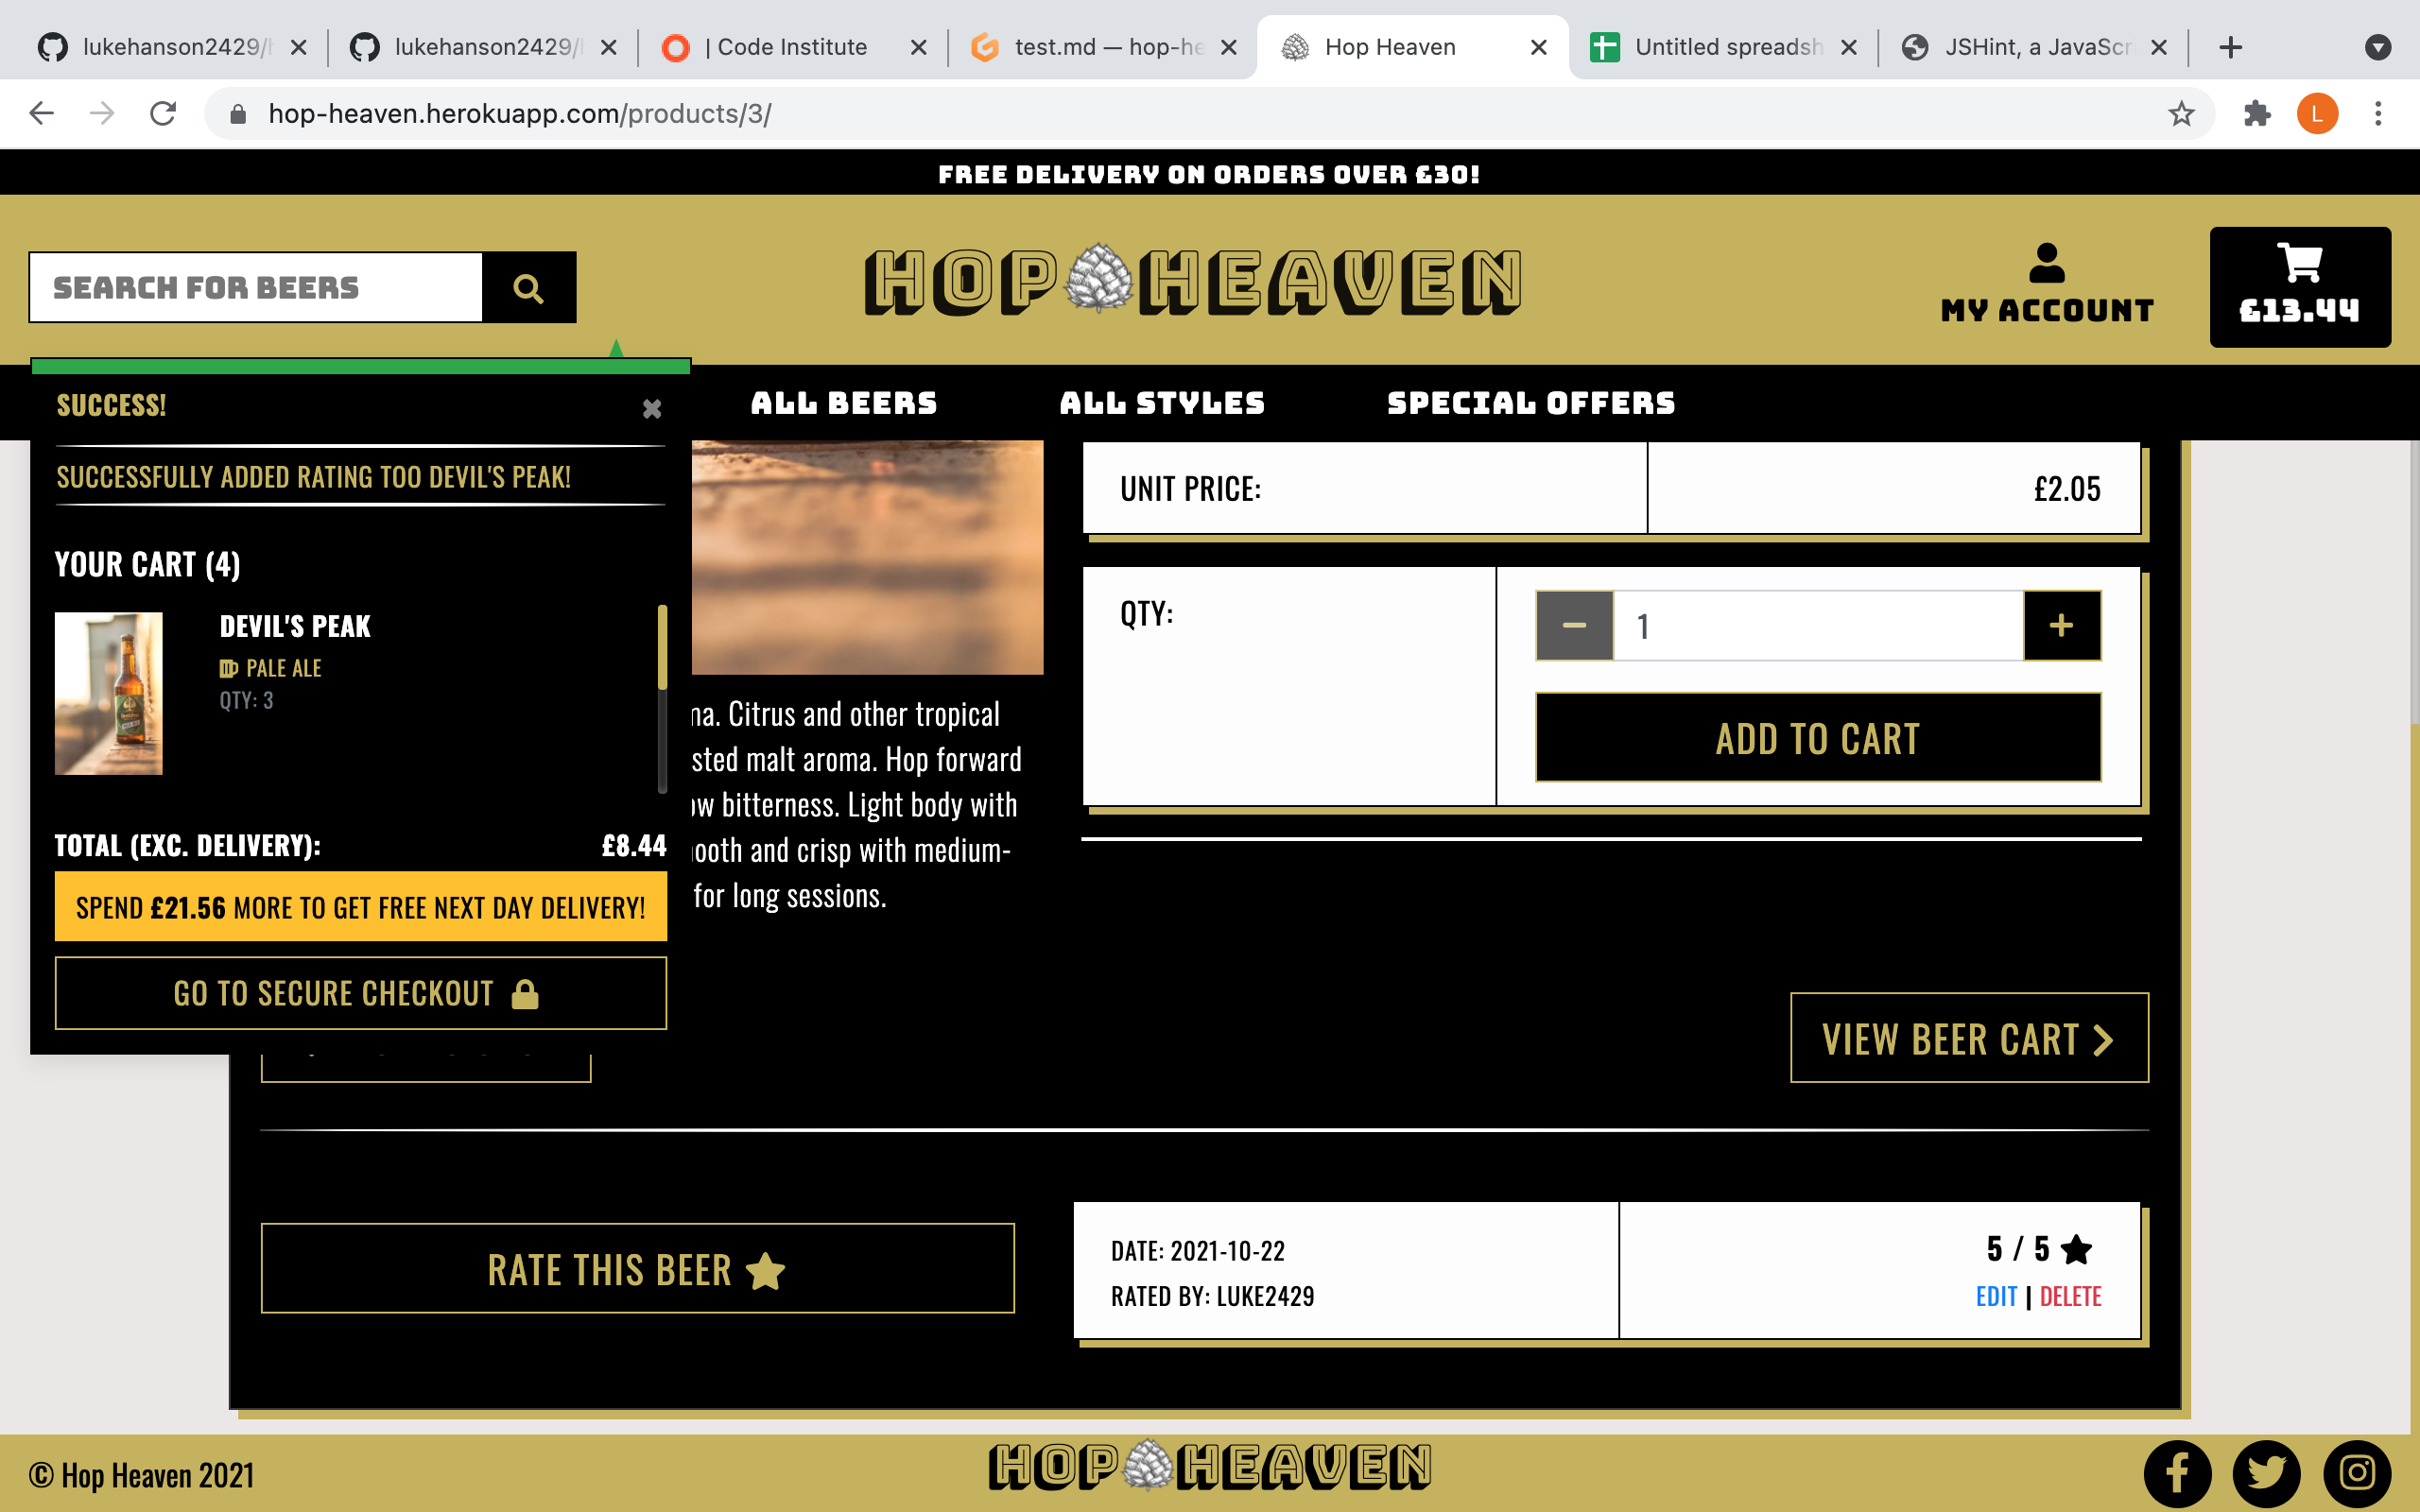 lukehanson2429/
lukehanson2429/
| Code Institute
test.md — hop-he
Hop Heaven
Untitled spreadsh
JSHint, a JavaScr
hop-heaven.herokuapp.com/products/3/
L
FREE DELIVERY ON ORDERS OVER £30!
SEARCH FOR BEERS
HOP HEAVEN
MY ACCOUNT
£13.44
ALL BEERS
ALL STYLES
SPECIAL OFFERS
SUCCESS!
SUCCESSFULLY ADDED RATING TOO DEVIL'S PEAK!
YOUR CART (4)
DEVIL'S PEAK
PALE ALE
QTY: 3
TOTAL (EXC. DELIVERY): £8.44
SPEND £21.56 MORE TO GET FREE NEXT DAY DELIVERY!
GO TO SECURE CHECKOUT
Citrus and other tropical
malt aroma. Hop forward
bitterness. Light body with
and crisp with medium-
for long sessions.
UNIT PRICE: £2.05
QTY: 1
ADD TO CART
VIEW BEER CART
RATE THIS BEER
DATE: 2021-10-22
RATED BY: LUKE2429
5 / 5
EDIT | DELETE
© Hop Heaven 2021
HOP HEAVEN